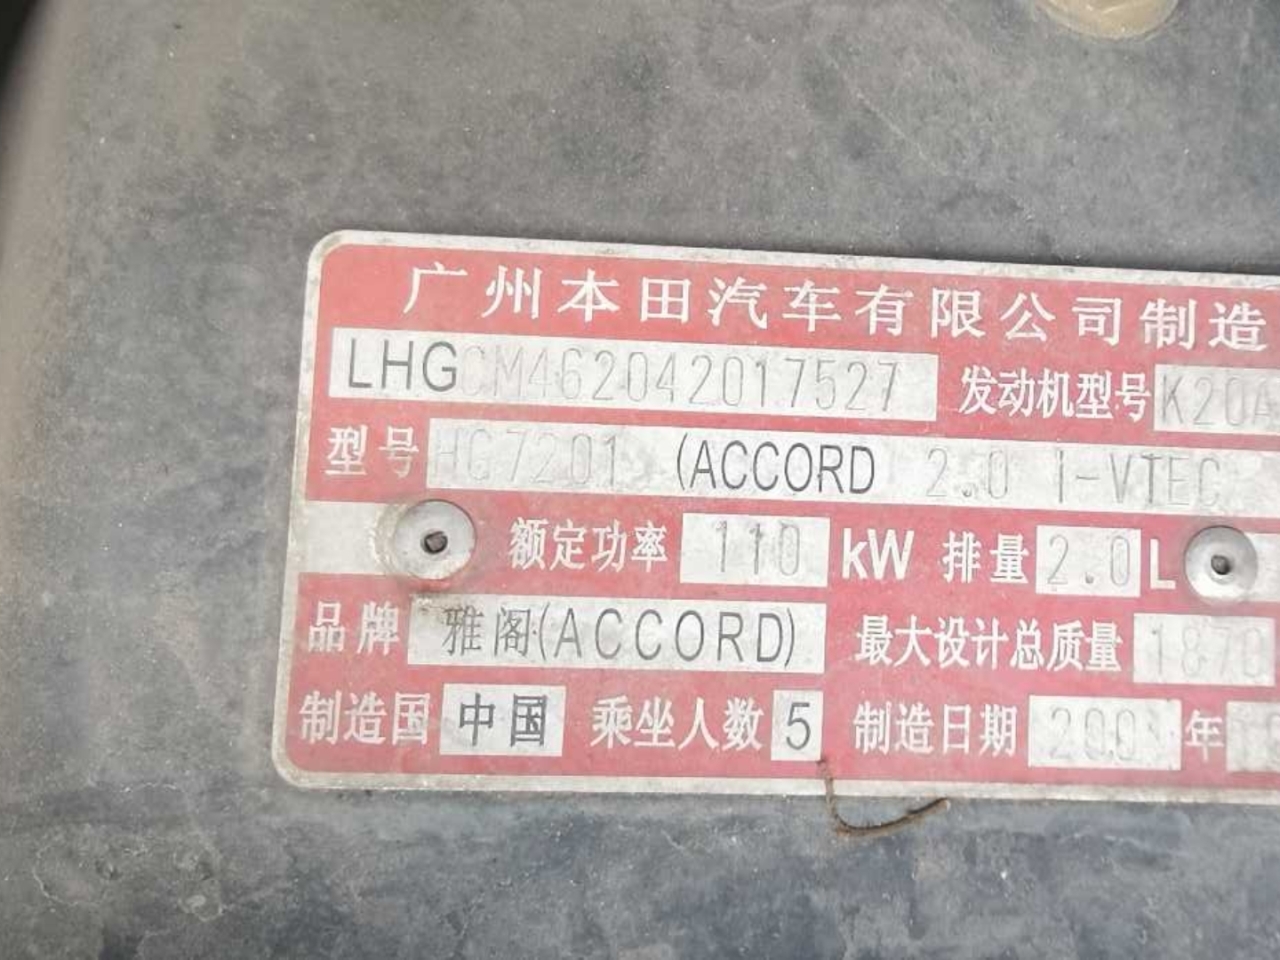 广州本田汽车有限公司制造
LHGCM462042017527 发动机型号 K20A
型号 HG7201 (ACCORD 2.0 I-VTEC
额定功率 110 kW 排量 2.0 L
品牌 雅阁(ACCORD) 最大设计总质量 1870
制造国 中国 乘坐人数 5 制造日期 年